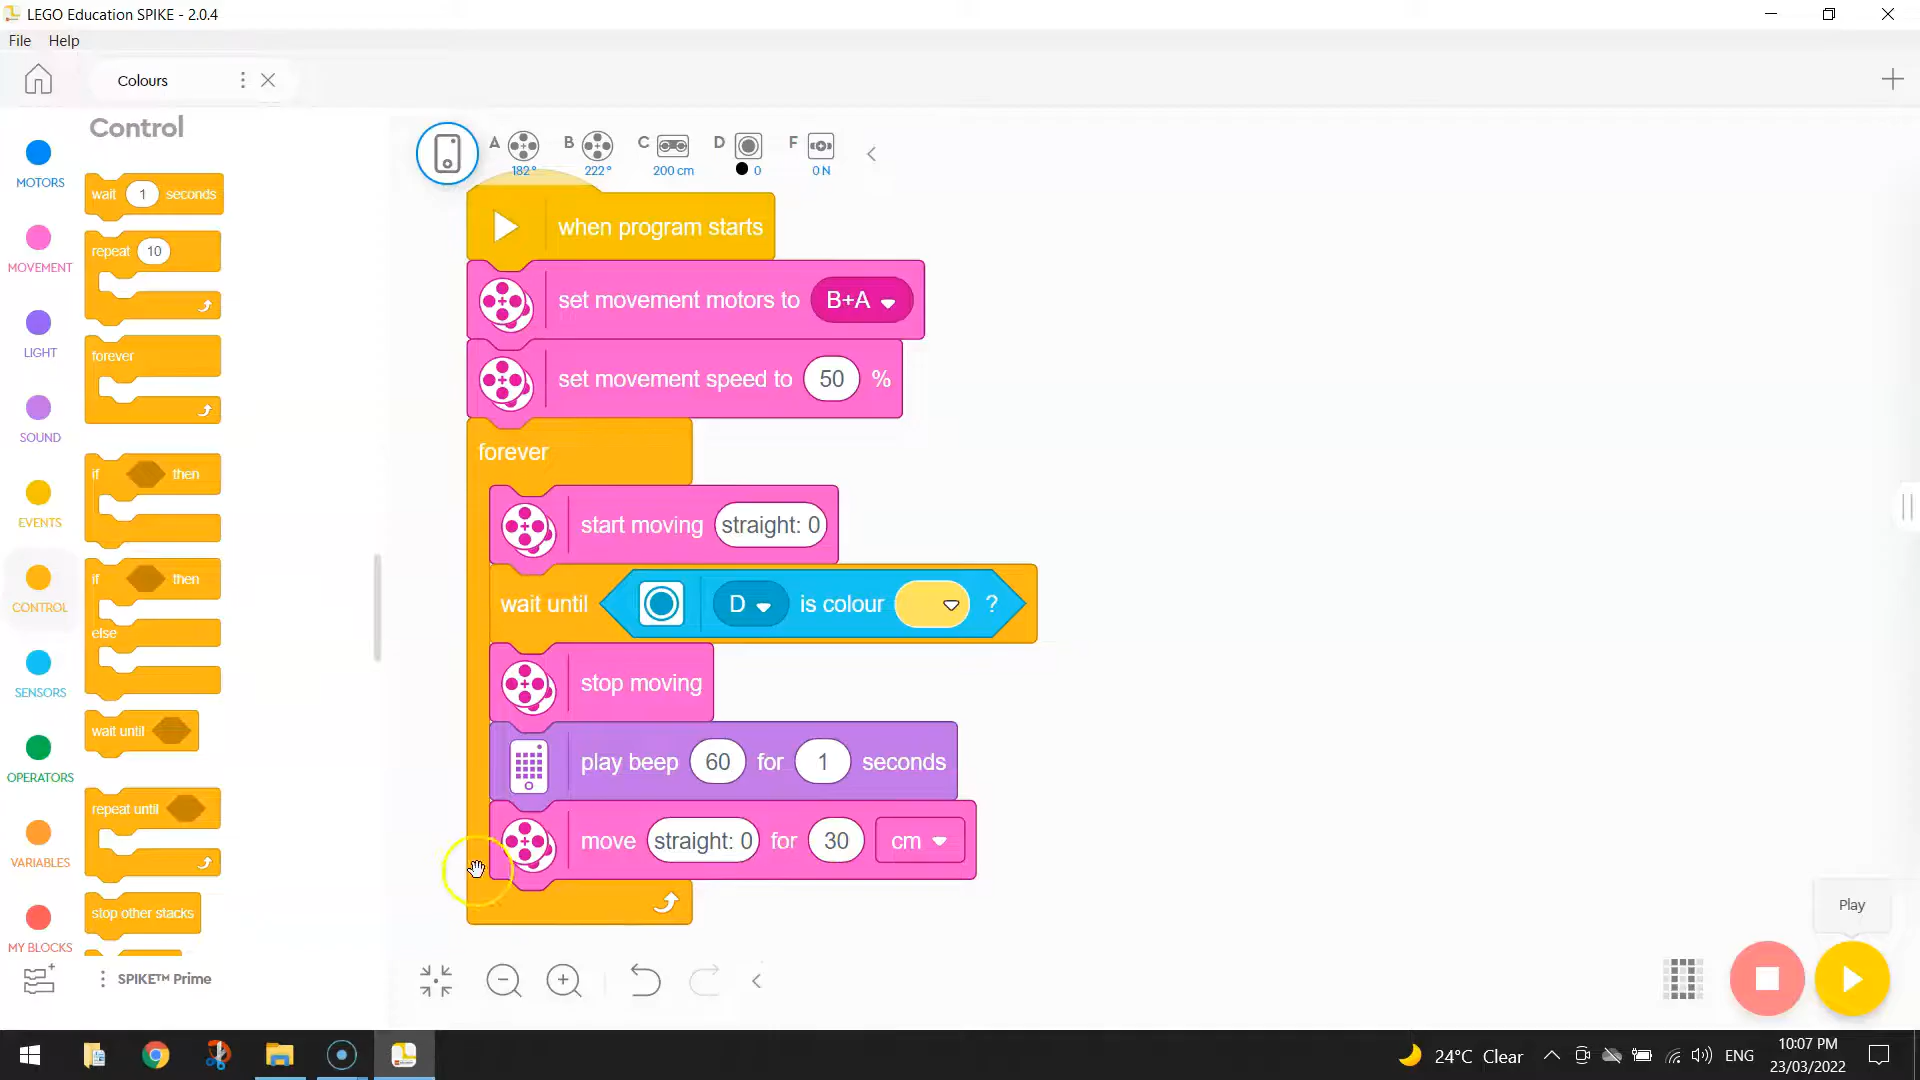 LEGO Education SPIKE - 2.0.4
File Help
Colours
Control
MOTORS
MOVEMENT
LIGHT
SOUND
EVENTS
CONTROL
SENSORS
OPERATORS
VARIABLES
MY BLOCKS
wait 1 seconds
repeat 10
forever
if then
if then
else
wait until
repeat until
stop other stacks
SPIKE™ Prime
A 182° B 222° C 200 cm D 0 F 0 N
when program starts
set movement motors to B+A
set movement speed to 50 %
forever
start moving straight: 0
wait until D is colour ?
stop moving
play beep 60 for 1 seconds
move straight: 0 for 30 cm
Play
24°C Clear ENG
10:07 PM
23/03/2022